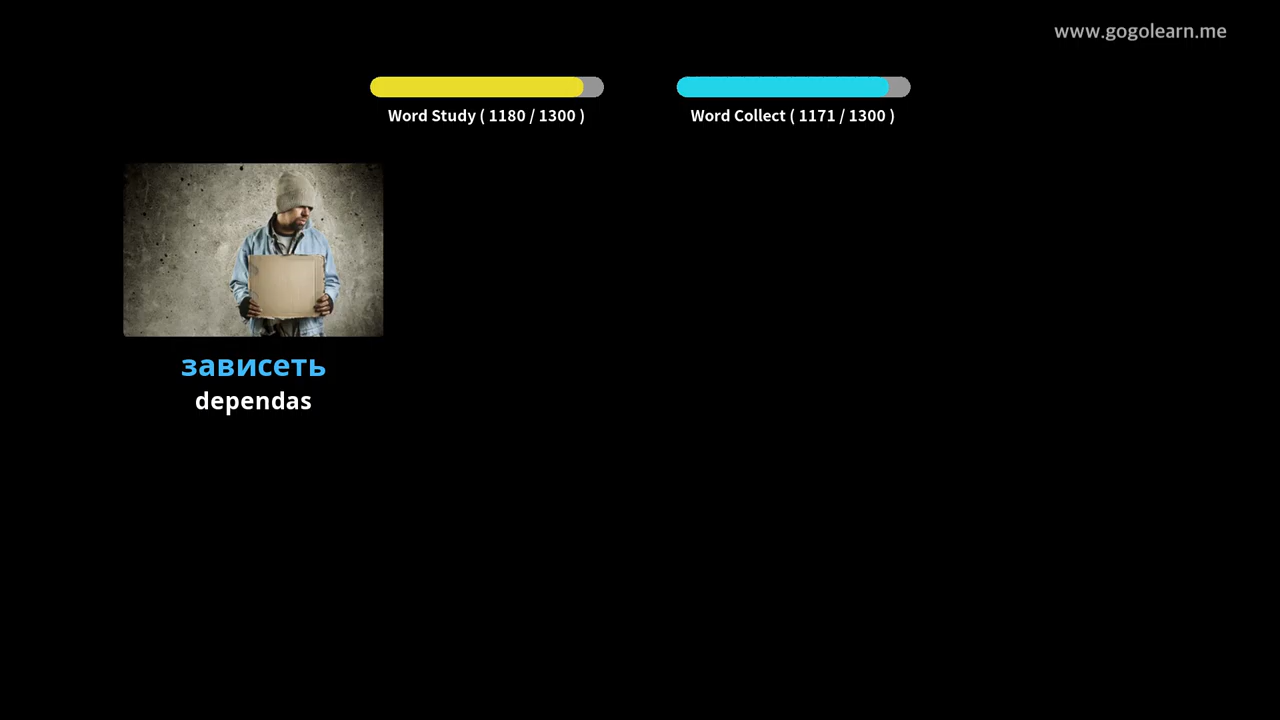 www.gogolearn.me
Word Study ( 1180 / 1300 )
Word Collect ( 1171 / 1300 )
зависеть
dependas